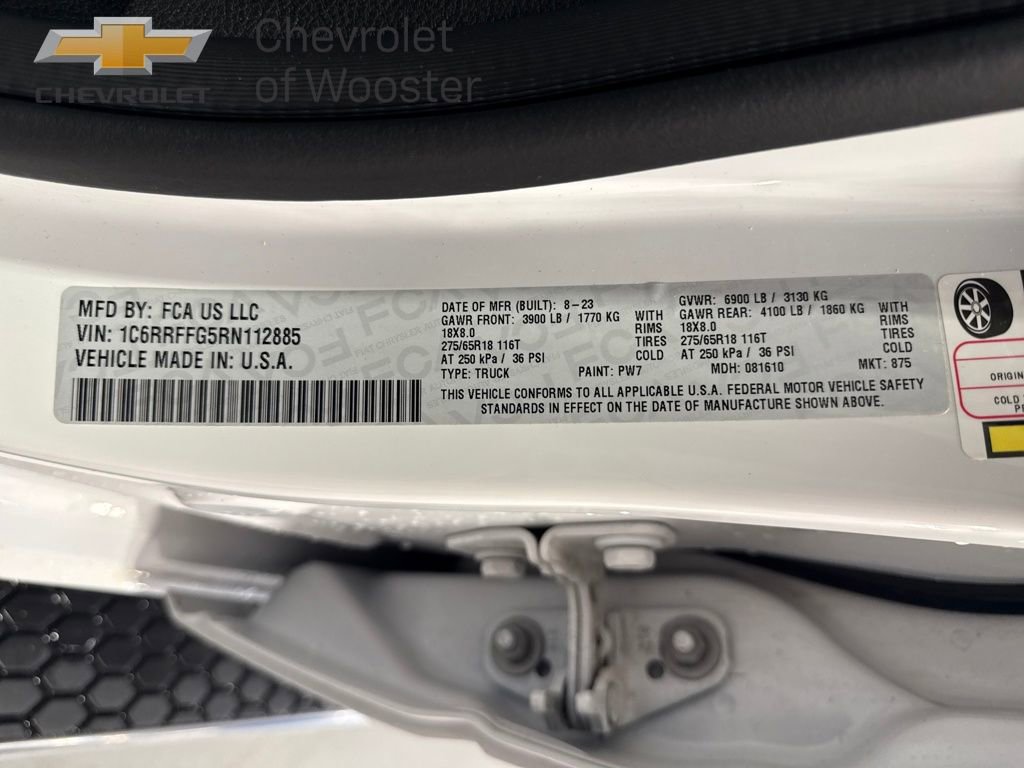 CHEVROLET
Chevrolet
of Wooster
MFD BY: FCA US LLC
VIN: 1C6RRFFG5RN112885
VEHICLE MADE IN: U.S.A.
DATE OF MFR (BUILT): 8-23
GAWR FRONT: 3900 LB / 1770 KG WITH
18X8.0 RIMS
275/65R18 116T TIRES
AT 250 kPa / 36 PSI COLD
TYPE: TRUCK PAINT: PW7
GVWR: 6900 LB / 3130 KG
GAWR REAR: 4100 LB / 1860 KG WITH
18X8.0 RIMS
275/65R18 116T TIRES
AT 250 kPa / 36 PSI COLD
MDH: 081610 MKT: 875
THIS VEHICLE CONFORMS TO ALL APPLICABLE U.S.A. FEDERAL MOTOR VEHICLE SAFETY
STANDARDS IN EFFECT ON THE DATE OF MANUFACTURE SHOWN ABOVE.
ORIGIN
COLD